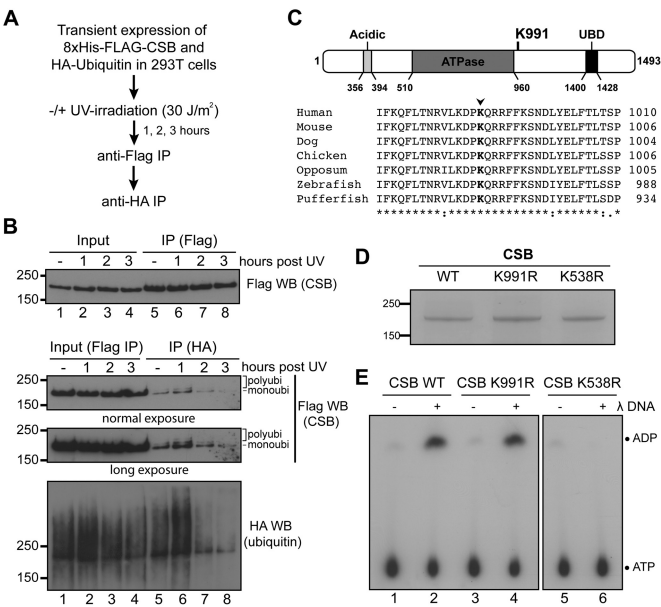 A
Transient expression of
8xHis-FLAG-CSB and
HA-Ubiquitin in 293T cells
-/+ UV-irradiation (30 J/m²)
1, 2, 3 hours
anti-Flag IP
anti-HA IP
B
Input IP (Flag)
- 1 2 3 - 1 2 3 hours post UV
250
150
Flag WB (CSB)
1 2 3 4 5 6 7 8
Input (Flag IP) IP (HA)
- 1 2 3 - 1 2 3 hours post UV
250
150
polyubi
monoubi
normal exposure
250
150
polyubi
monoubi
long exposure
Flag WB
(CSB)
250
150
HA WB
(ubiquitin)
1 2 3 4 5 6 7 8
C
K991
Acidic UBD
1 ATPase 1493
356 394 510 960 1400 1428
Human IFKQFLTNRVLKDPKQRRFFKSNDLYELFTLTSP 1010
Mouse IFKQFLTNRVLKDPKQRRFFKSNDLYELFTLTSP 1006
Dog IFKQFLTNRVLKDPKQRRFFKSNDLYELFTLTSP 1004
Chicken IFKQFLTNRVLKDPKQRRFFKSNDLYELFTLSSP 1006
Opposum IFKQFLTNRILKDPKQRRFFKSNDLYELFTLTSP 1005
Zebrafish IFKQFLTNRVLKDPKQRRFFKSNDIYELFTLSDP 988
Pufferfish IFKQFLTNRVLKDPKQRRFFKSNDIYELFTLSDP 934
*********:**************:******:.*
D
CSB
WT K991R K538R
250
150
E
CSB WT CSB K991R CSB K538R
- + - + - + λ DNA
ADP
ATP
1 2 3 4 5 6